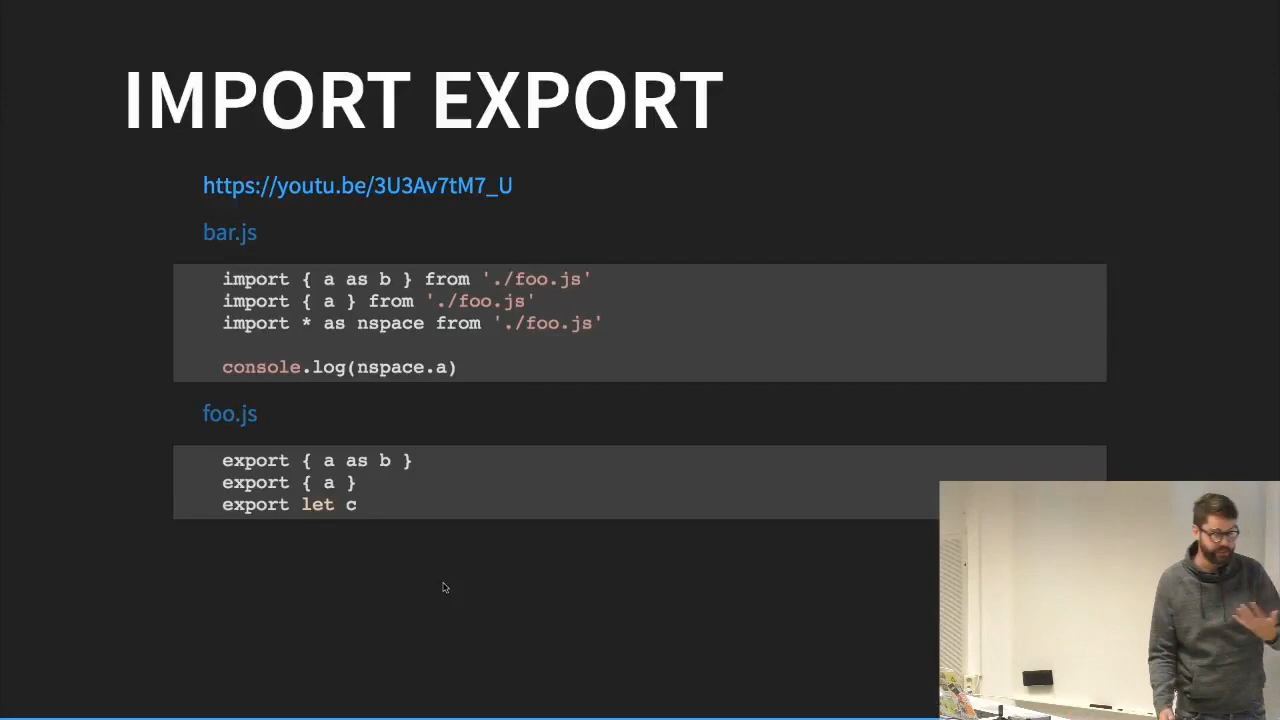 IMPORT EXPORT
https://youtu.be/3U3Av7tM7_U
bar.js
import { a as b } from './foo.js'
import { a } from './foo.js'
import * as nspace from './foo.js'
console.log(nspace.a)
foo.js
export { a as b }
export { a }
export let c